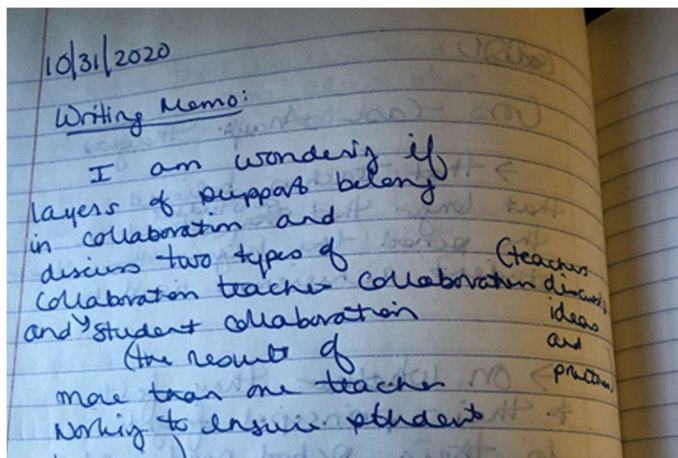 10/31/2020
Writing Memo:
I am wondering if
layers of support belong
in collaboration and
discuss two types of
collaboration teacher collaboration
(teachers
discussing
ideas
and
practices
and student collaboration
(the results of
more than one teacher
working to ensure student